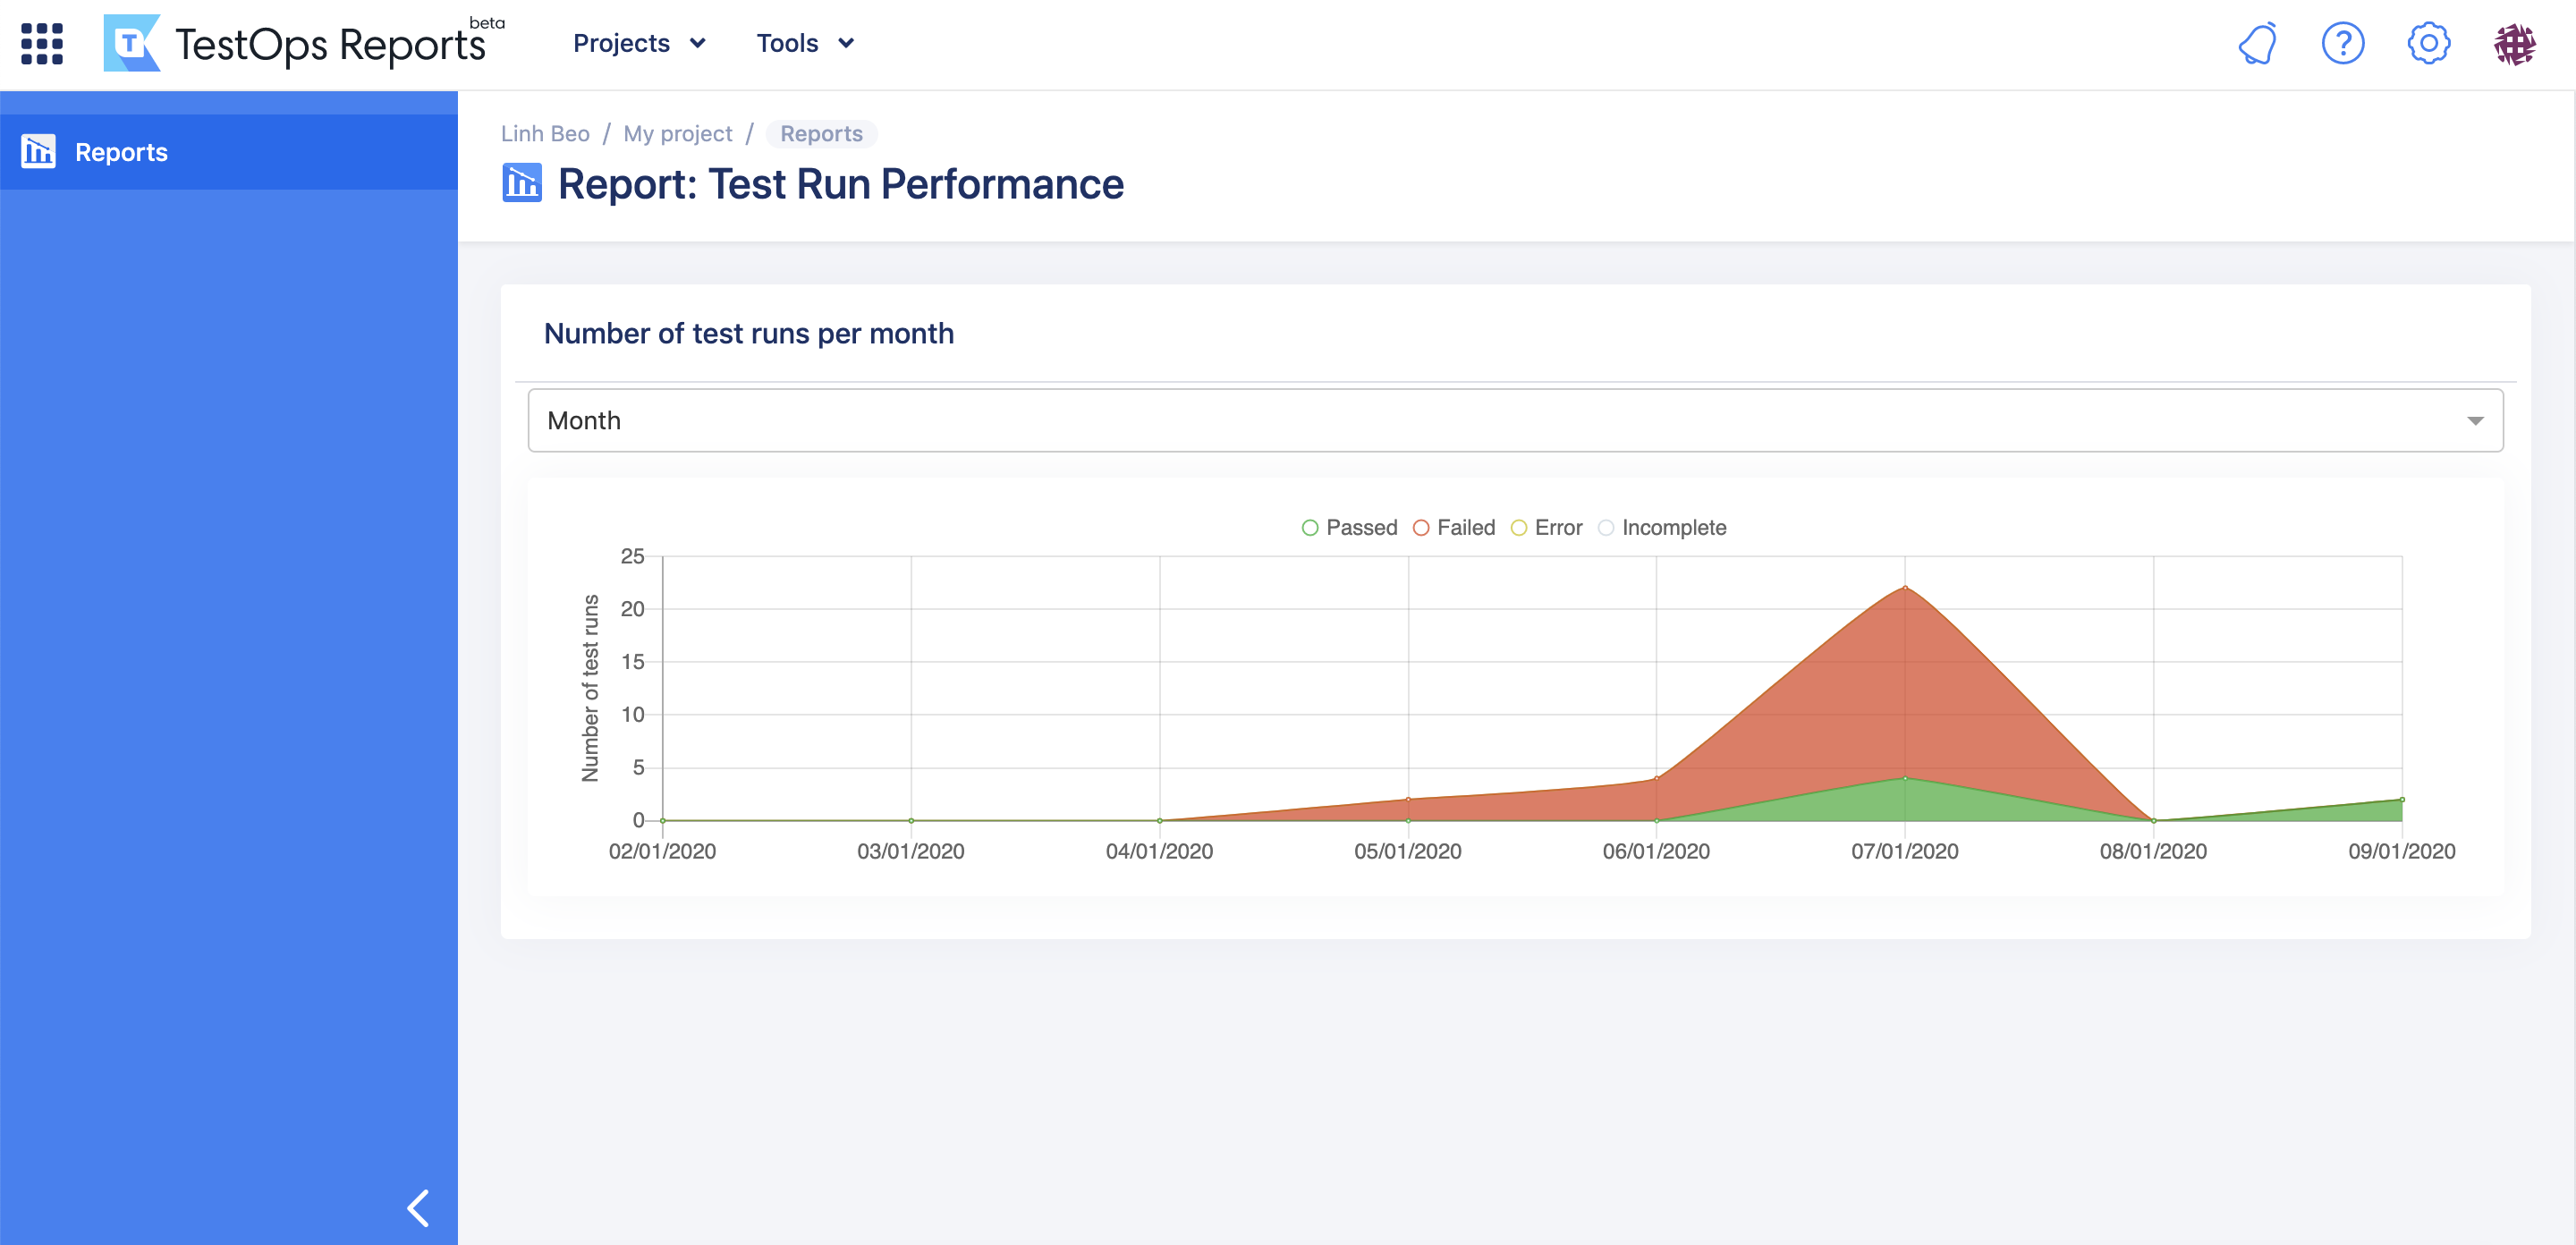 TestOps Reports beta
Projects Tools
Reports
Linh Beo / My project / Reports
Report: Test Run Performance
Number of test runs per month
Month
Passed Failed Error Incomplete
Number of test runs
25
20
15
10
5
0
02/01/2020 03/01/2020 04/01/2020 05/01/2020 06/01/2020 07/01/2020 08/01/2020 09/01/2020